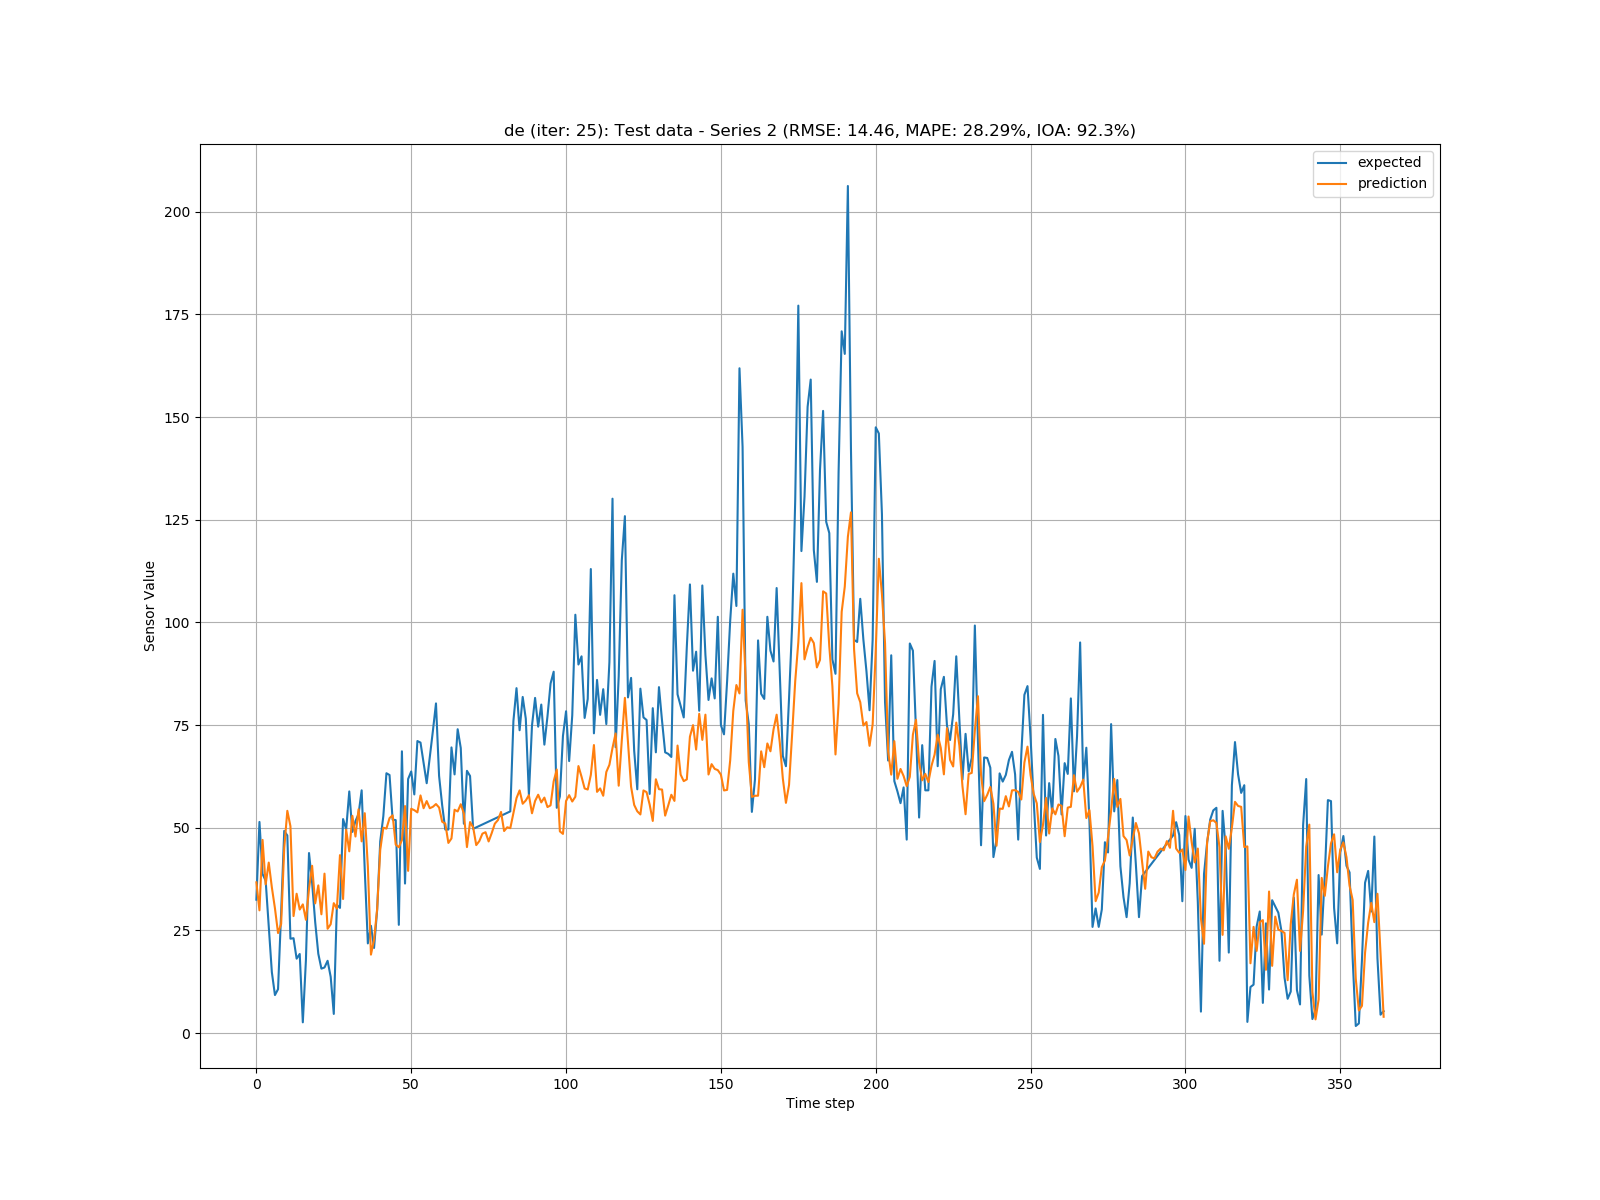 de (iter: 25): Test data - Series 2 (RMSE: 14.46, MAPE: 28.29%, IOA: 92.3%)
expected
prediction
200
175
150
125
100
75
50
25
0
Sensor Value
0 50 100 150 200 250 300 350
Time step